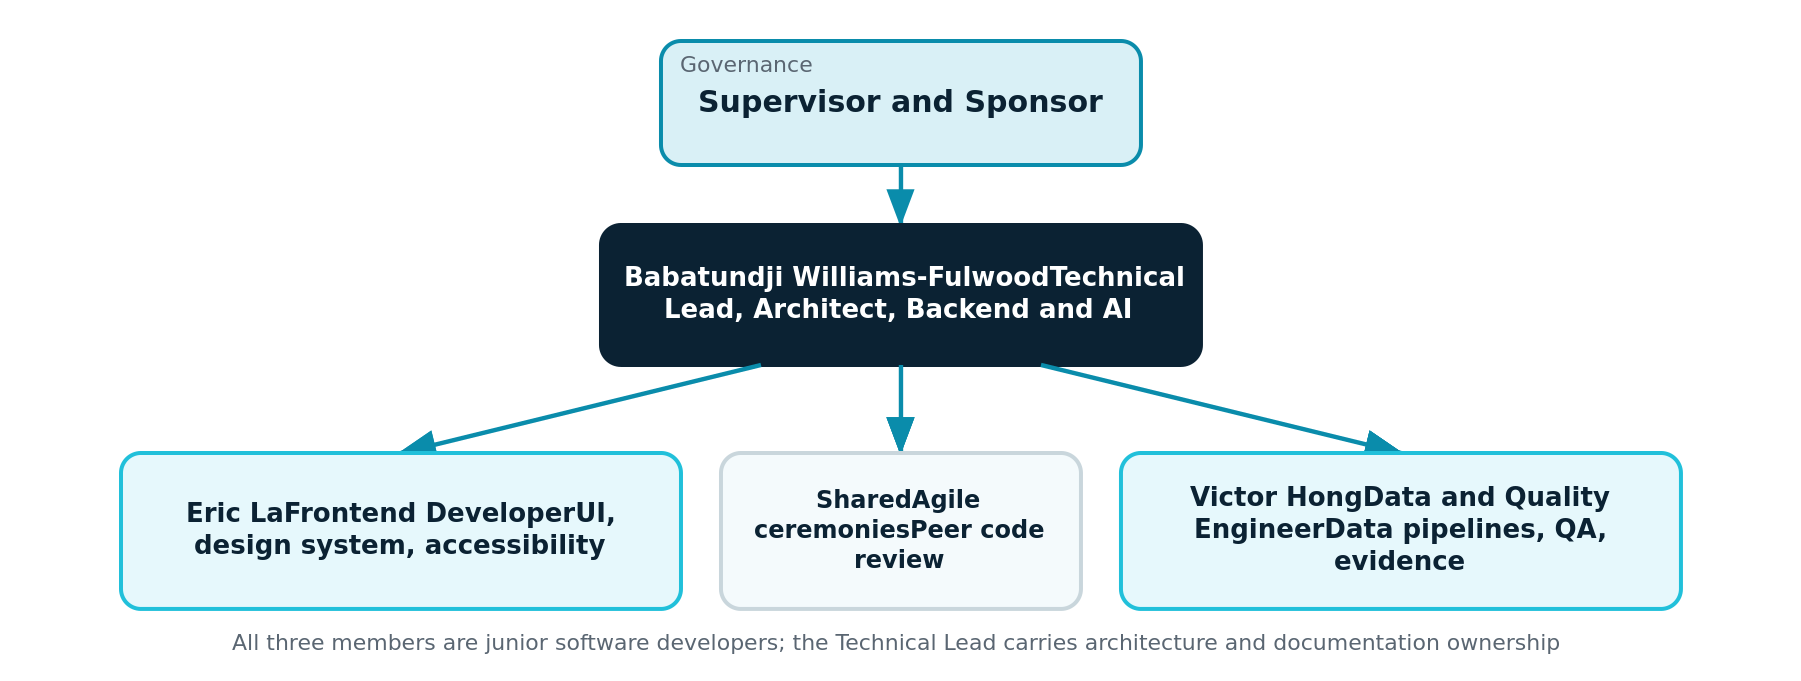 Governance
Supervisor and Sponsor
Babatundji Williams-FulwoodTechnical
Lead, Architect, Backend and AI
Eric LaFrontend DeveloperUI,
design system, accessibility
SharedAgile
ceremoniesPeer code
review
Victor HongData and Quality
EngineerData pipelines, QA,
evidence
All three members are junior software developers; the Technical Lead carries architecture and documentation ownership